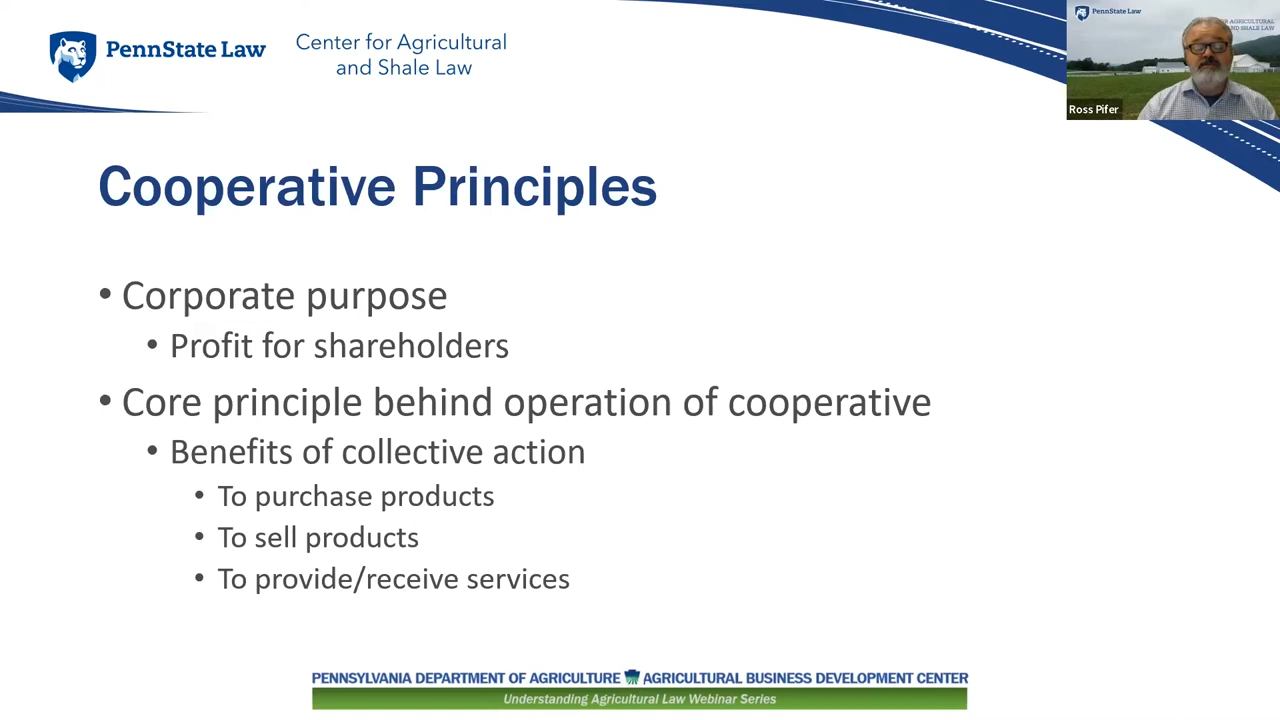 PennState Law
Center for Agricultural
and Shale Law
PennState Law
Ross Pifer
Cooperative Principles
• Corporate purpose
• Profit for shareholders
• Core principle behind operation of cooperative
• Benefits of collective action
• To purchase products
• To sell products
• To provide/receive services
PENNSYLVANIA DEPARTMENT OF AGRICULTURE AGRICULTURAL BUSINESS DEVELOPMENT CENTER
Understanding Agricultural Law Webinar Series